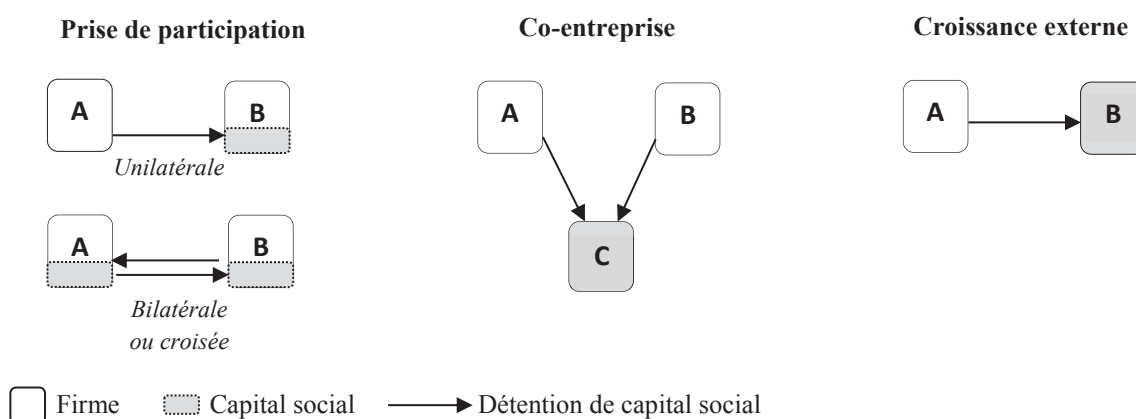 Prise de participation
Co-entreprise
Croissance externe
A
B
Unilatérale
A
B
Bilatérale
ou croisée
A
B
C
A
B
Firme
Capital social
Détention de capital social